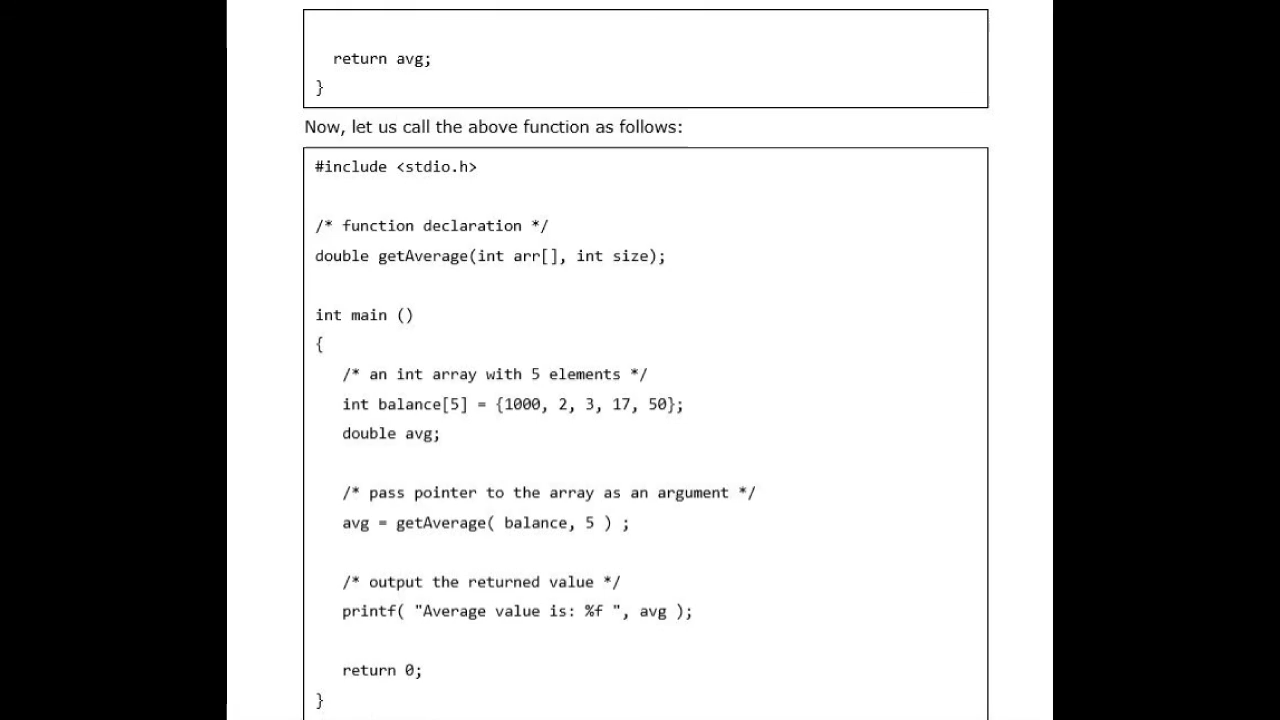 return avg;
}
Now, let us call the above function as follows:
#include <stdio.h>
/* function declaration */
double getAverage(int arr[], int size);
int main ()
{
/* an int array with 5 elements */
int balance[5] = {1000, 2, 3, 17, 50};
double avg;
/* pass pointer to the array as an argument */
avg = getAverage( balance, 5 ) ;
/* output the returned value */
printf( "Average value is: %f ", avg );
return 0;
}